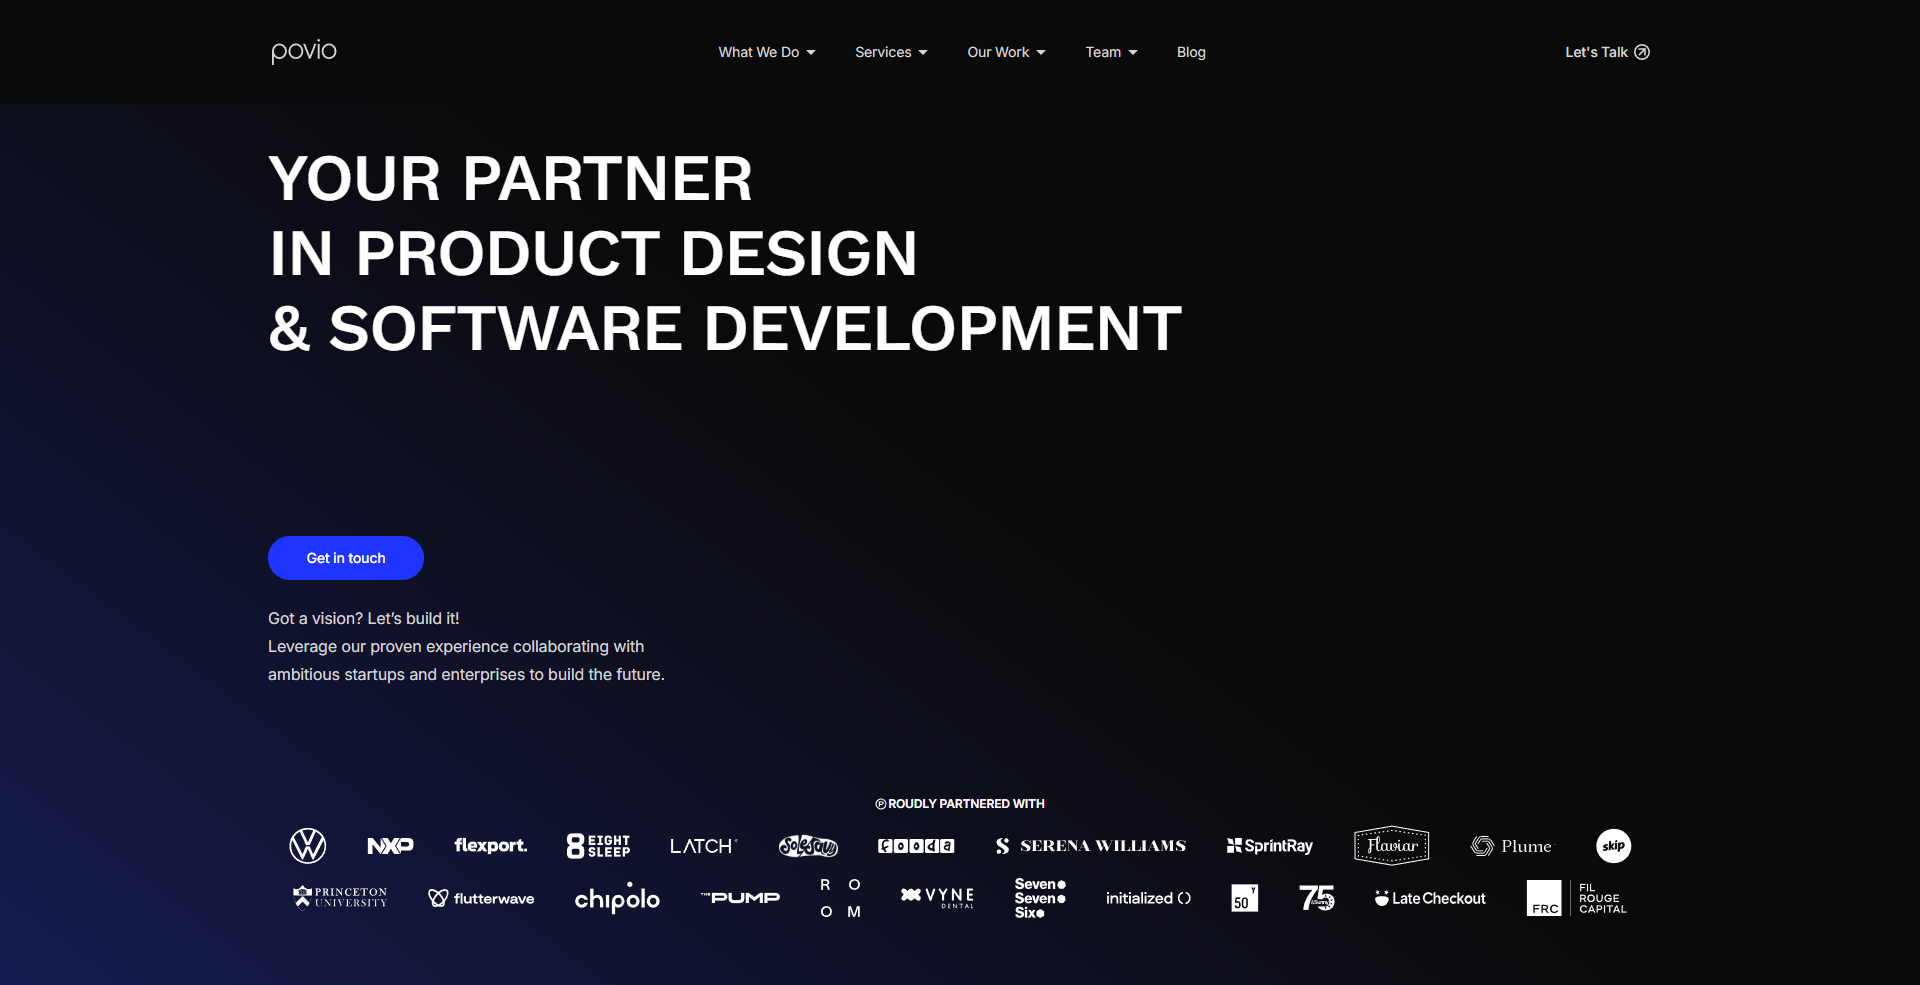 povio
What We Do
Services
Our Work
Team
Blog
Let's Talk
YOUR PARTNER
IN PRODUCT DESIGN
& SOFTWARE DEVELOPMENT
Get in touch
Got a vision? Let’s build it!
Leverage our proven experience collaborating with
ambitious startups and enterprises to build the future.
ⓅROUDLY PARTNERED WITH
NXP
flexport.
8 EIGHT
SLEEP
LATCH
fooda
S SERENA WILLIAMS
SprintRay
Flaviar
Plume
skip
PRINCETON
UNIVERSITY
flutterwave
chipolo
THE PUMP
R O
O M
VYNE
DENTAL
Seven
Seven
Six
initialized
50 Y
75
Late Checkout
FRC
FIL
ROUGE
CAPITAL